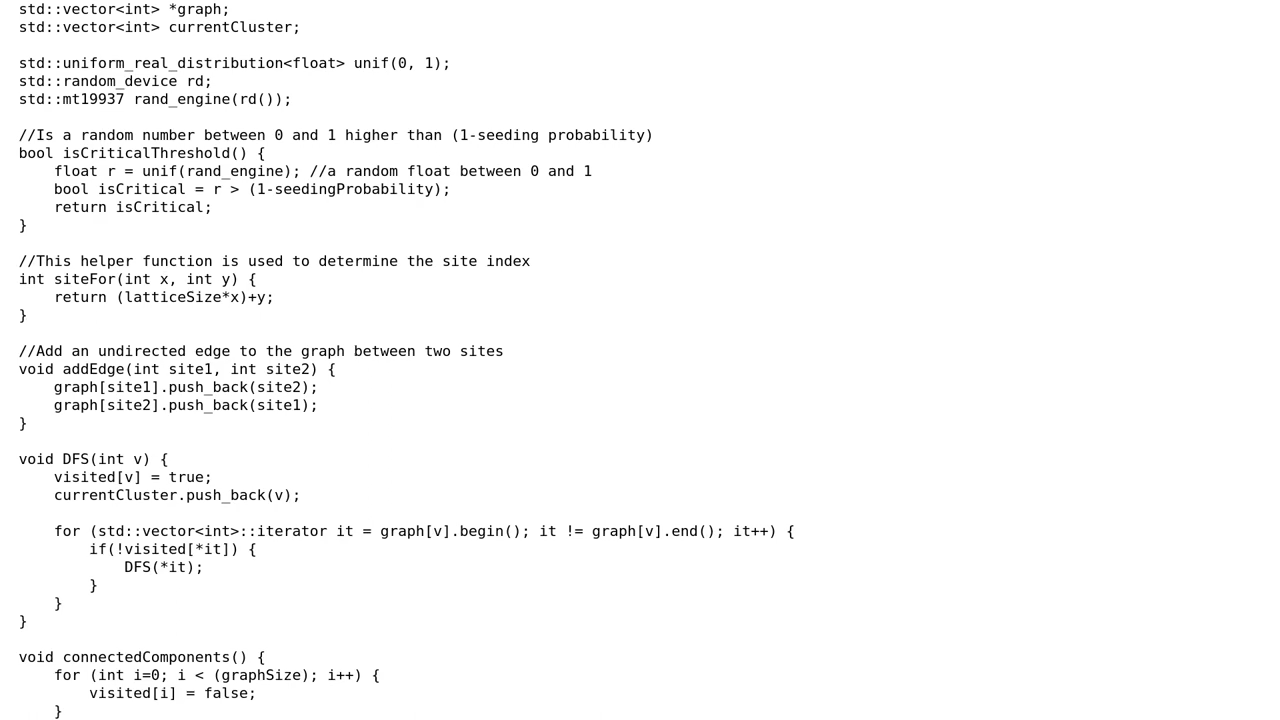 std::vector<int> *graph;
std::vector<int> currentCluster;

std::uniform_real_distribution<float> unif(0, 1);
std::random_device rd;
std::mt19937 rand_engine(rd());

//Is a random number between 0 and 1 higher than (1-seeding probability)
bool isCriticalThreshold() {
    float r = unif(rand_engine); //a random float between 0 and 1
    bool isCritical = r > (1-seedingProbability);
    return isCritical;
}

//This helper function is used to determine the site index
int siteFor(int x, int y) {
    return (latticeSize*x)+y;
}

//Add an undirected edge to the graph between two sites
void addEdge(int site1, int site2) {
    graph[site1].push_back(site2);
    graph[site2].push_back(site1);
}

void DFS(int v) {
    visited[v] = true;
    currentCluster.push_back(v);

    for (std::vector<int>::iterator it = graph[v].begin(); it != graph[v].end(); it++) {
        if(!visited[*it]) {
            DFS(*it);
        }
    }
}

void connectedComponents() {
    for (int i=0; i < (graphSize); i++) {
        visited[i] = false;
    }